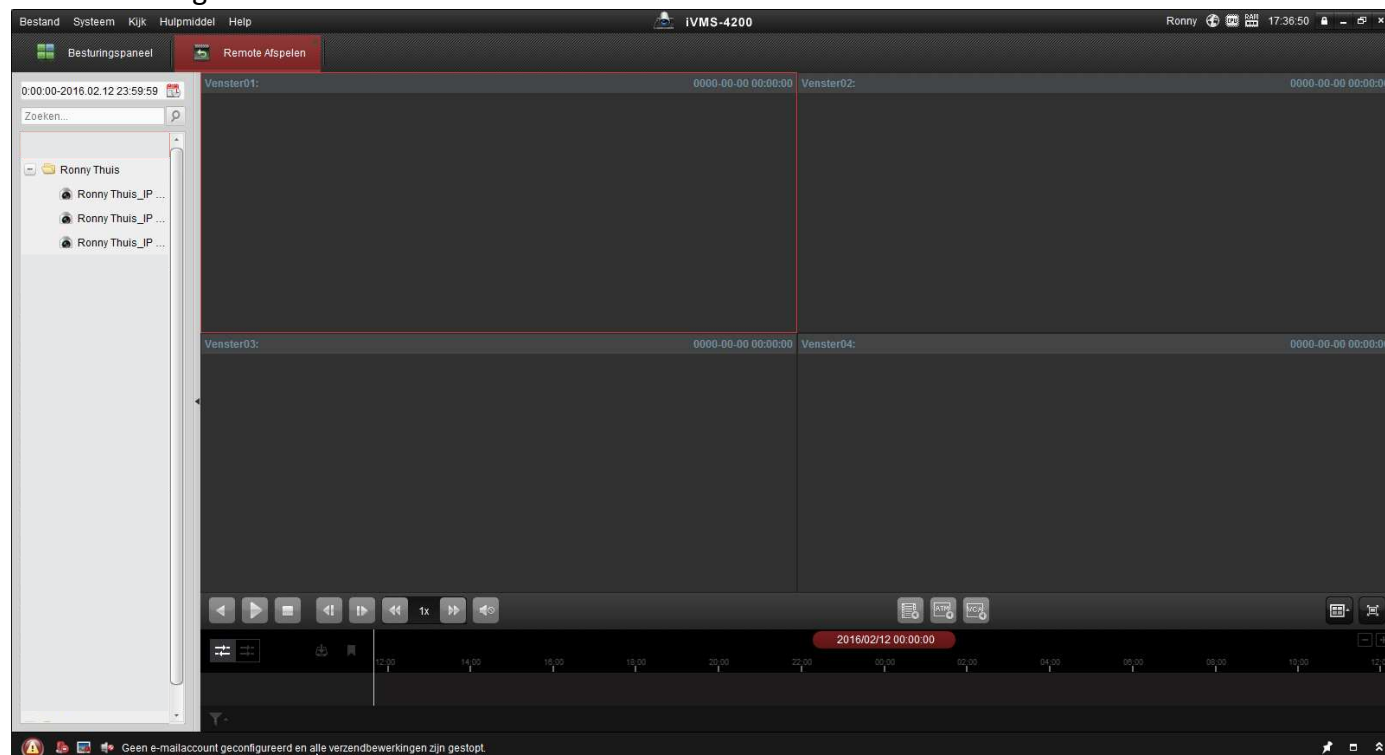 Bestand Systeem Kijk Hulpmiddel Help iVMS-4200 Ronny 17:36:50
Besturingspaneel Remote Afspelen
0:00:00-2016.02.12 23:59:59
Zoeken...
Ronny Thuis
Ronny Thuis_IP ...
Ronny Thuis_IP ...
Ronny Thuis_IP ...
Venster01: 0000-00-00 00:00:00 Venster02: 0000-00-00 00:00:0
Venster03: 0000-00-00 00:00:00 Venster04: 0000-00-00 00:00:0
1x ATM VCA
2016/02/12 00:00:00
12:00 14:00 16:00 18:00 20:00 22:00 00:00 02:00 04:00 06:00 08:00 10:00
Geen e-mailaccount geconfigureerd en alle verzendbewerkingen zijn gestopt.